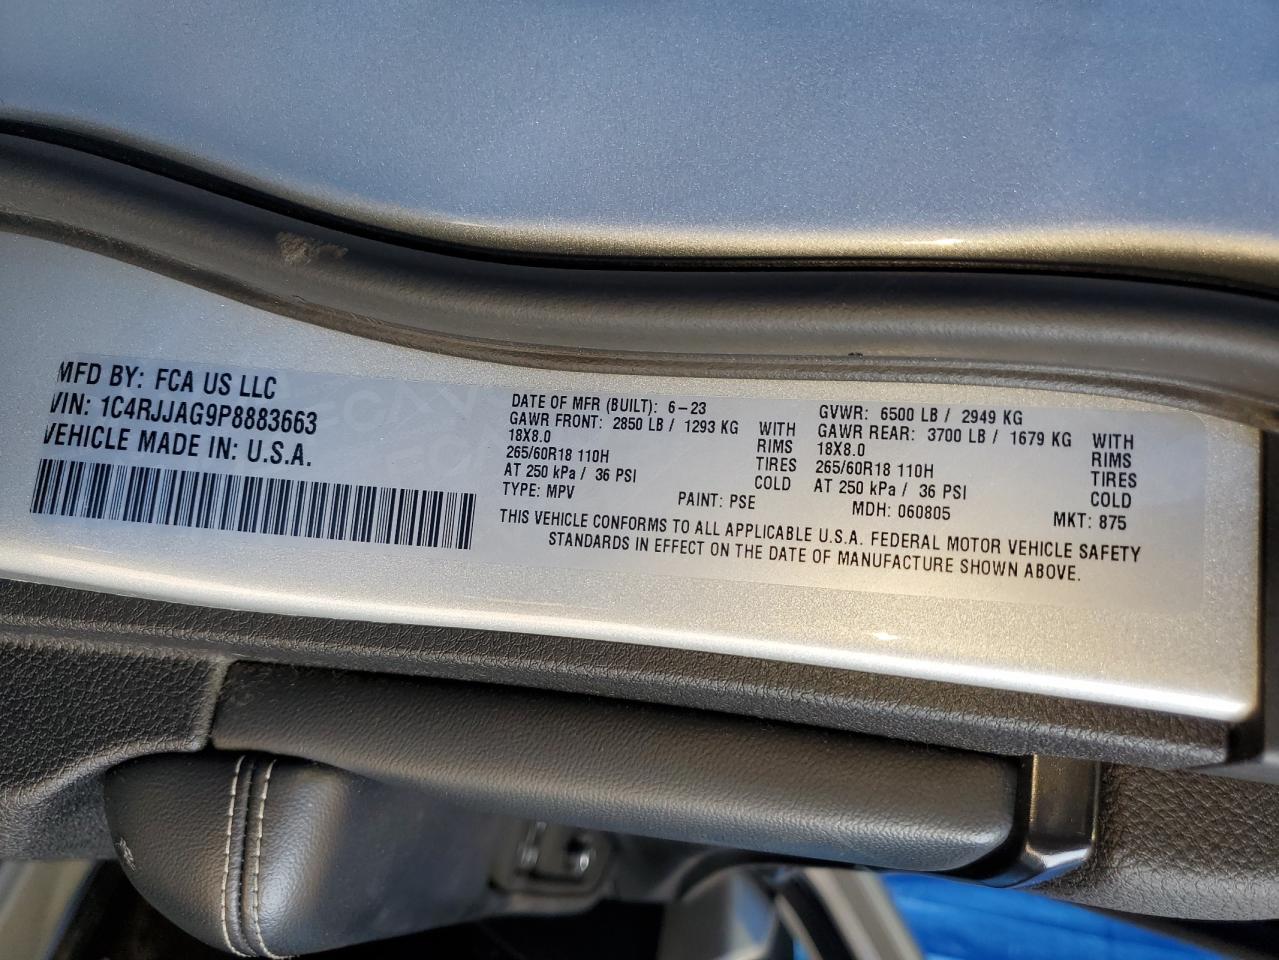 MFD BY: FCA US LLC
VIN: 1C4RJJAG9P8883663
VEHICLE MADE IN: U.S.A.
DATE OF MFR (BUILT): 6-23 GVWR: 6500 LB / 2949 KG
GAWR FRONT: 2850 LB / 1293 KG WITH GAWR REAR: 3700 LB / 1679 KG WITH
18X8.0 RIMS 18X8.0 RIMS
265/60R18 110H TIRES 265/60R18 110H TIRES
AT 250 kPa / 36 PSI COLD AT 250 kPa / 36 PSI COLD
TYPE: MPV PAINT: PSE MDH: 060805 MKT: 875
THIS VEHICLE CONFORMS TO ALL APPLICABLE U.S.A. FEDERAL MOTOR VEHICLE SAFETY
STANDARDS IN EFFECT ON THE DATE OF MANUFACTURE SHOWN ABOVE.